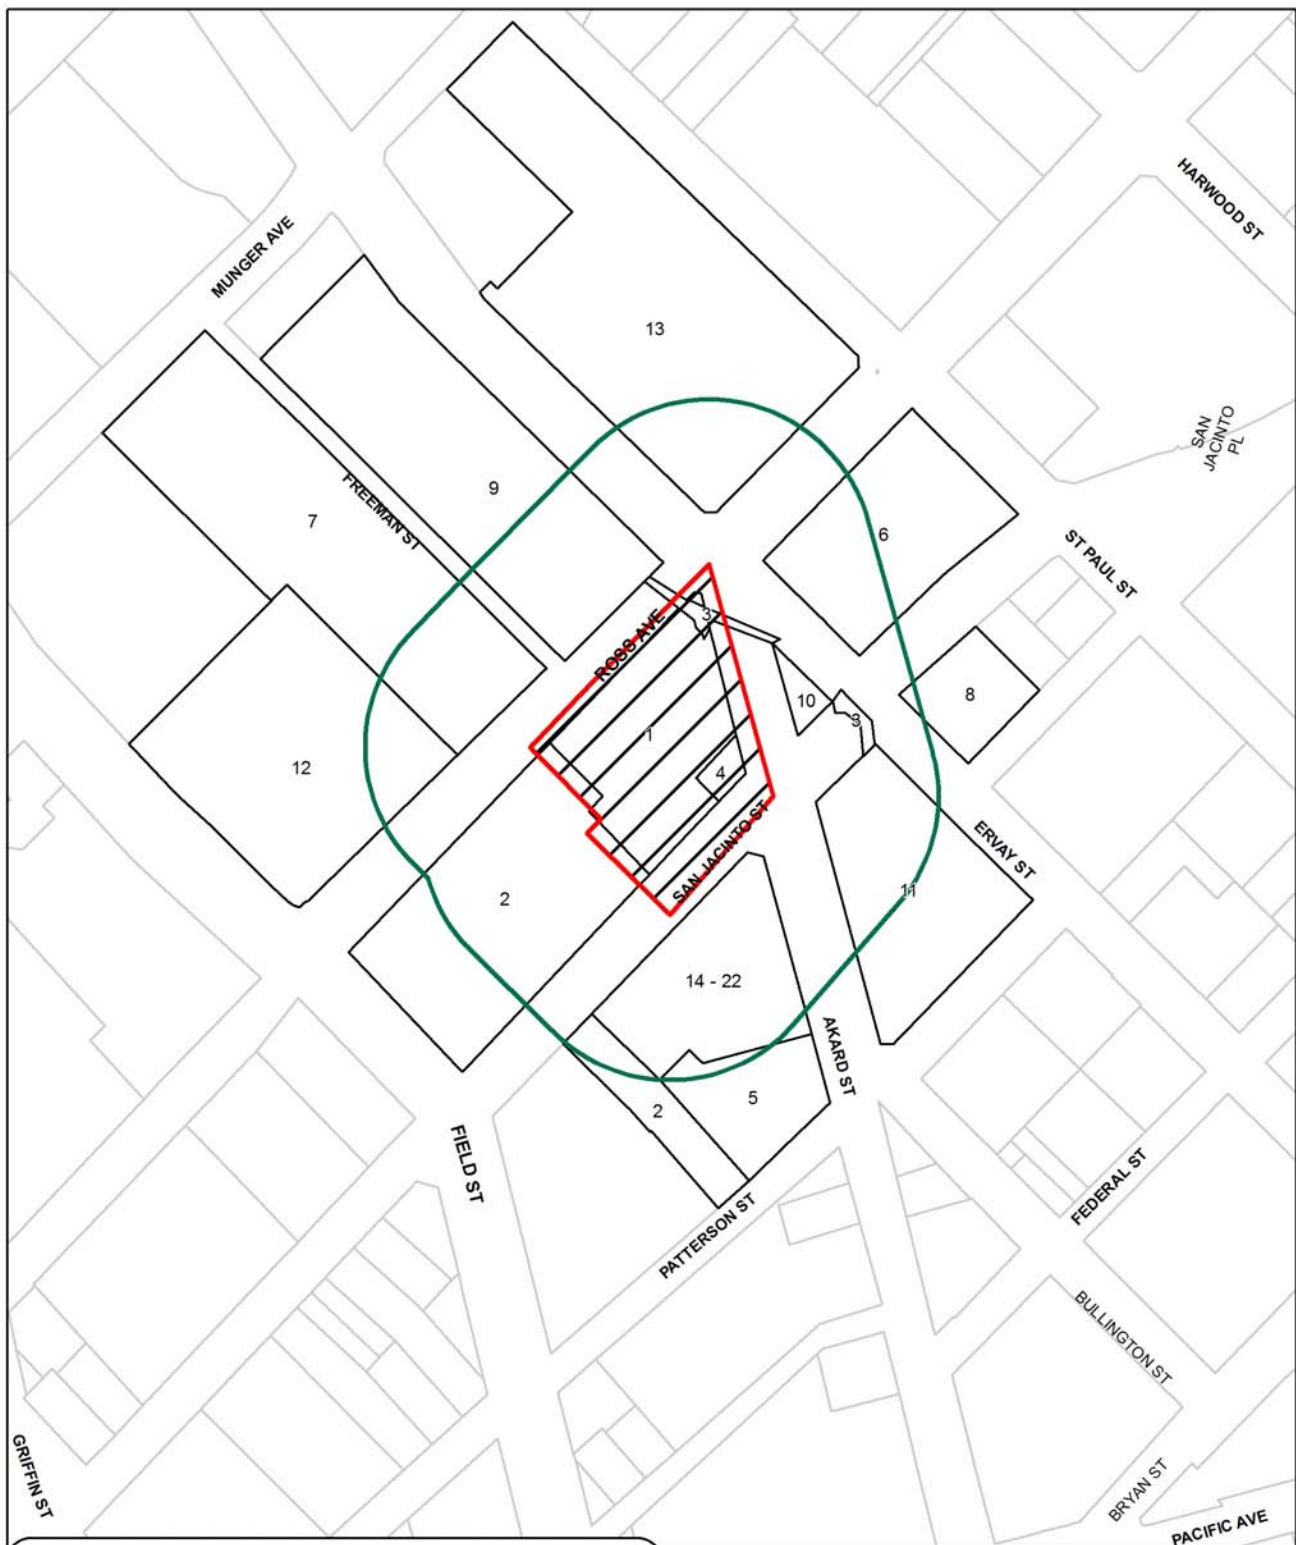 HARWOOD ST
MUNGER AVE
13
SAN
JACINTO
PL
9
FREEMAN ST
7
6
ST PAUL ST
3
ROSS AVE
8
10
3
1
12
4
SAN JACINTO ST
ERVAY ST
11
2
14 - 22
AKARD ST
5
2
FIELD ST
FEDERAL ST
PATTERSON ST
BULLINGTON ST
GRIFFIN ST
BRYAN ST
PACIFIC AVE